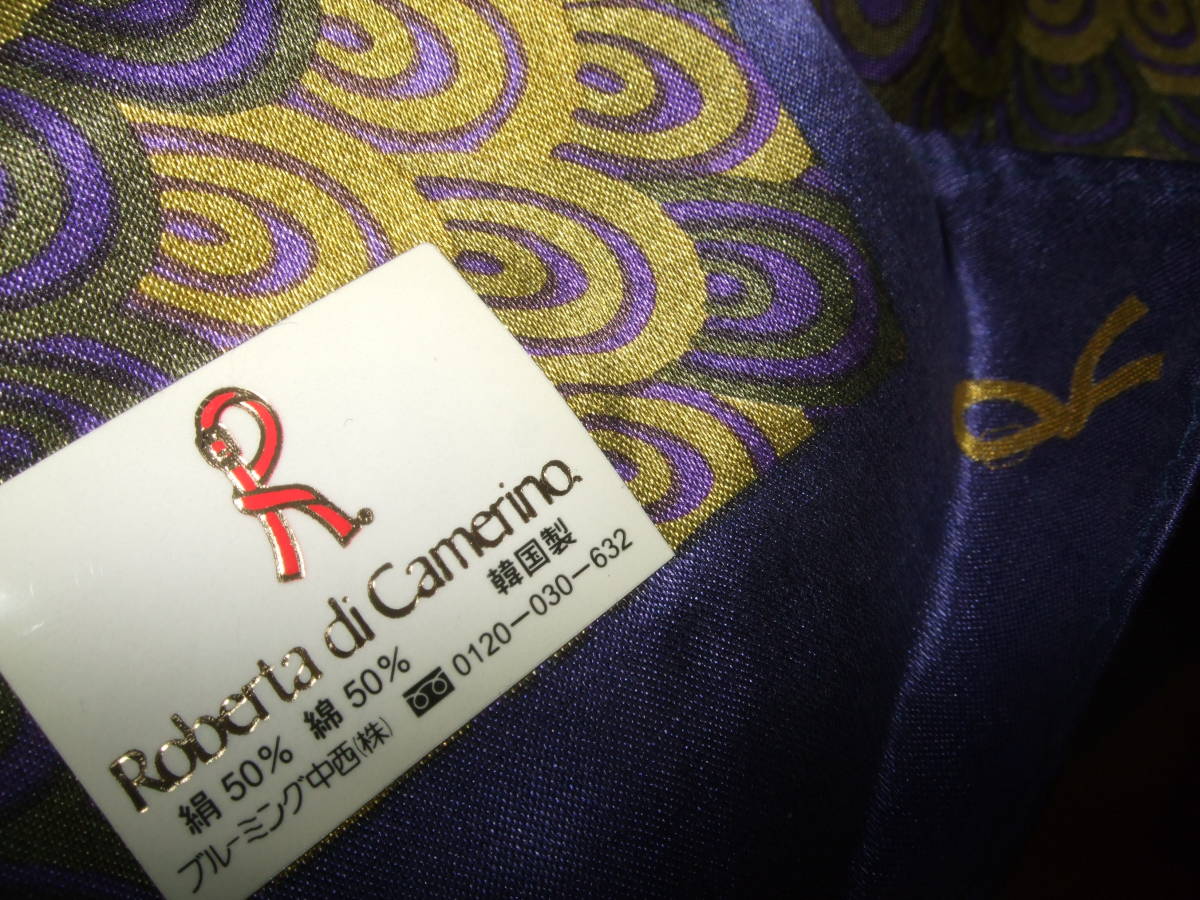 Roberta di Camerino.
絹 50% 綿 50% 韓国製
ブルーミング中西(株) 0120-030-632